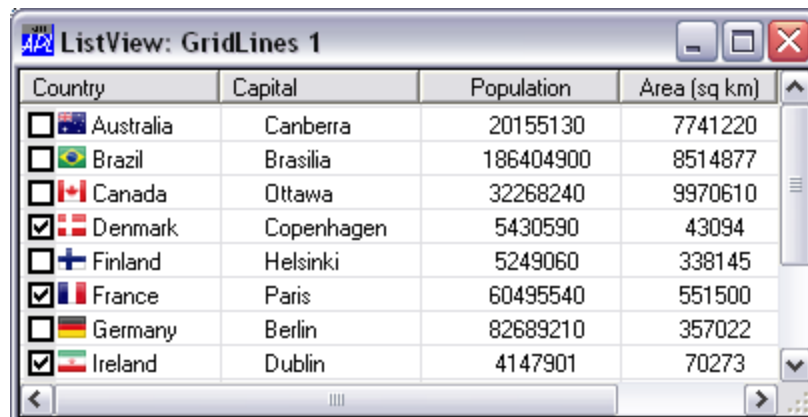 APL ListView: GridLines 1
Country Capital Population Area (sq km)
Australia Canberra 20155130 7741220
Brazil Brasilia 186404900 8514877
Canada Ottawa 32268240 9970610
Denmark Copenhagen 5430590 43094
Finland Helsinki 5249060 338145
France Paris 60495540 551500
Germany Berlin 82689210 357022
Ireland Dublin 4147901 70273